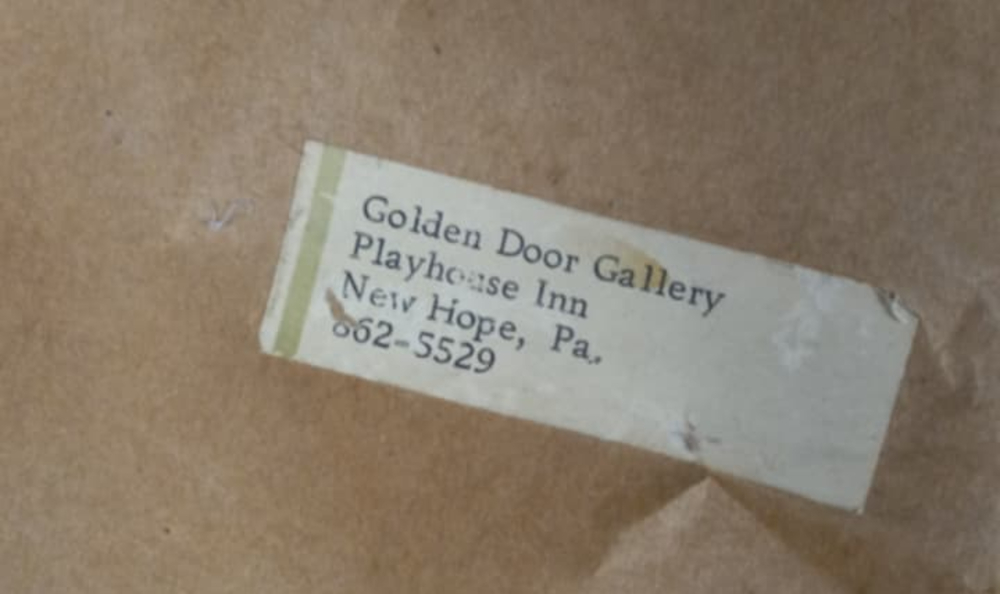 Golden Door Gallery
Playhouse Inn
New Hope, Pa.
862-5529